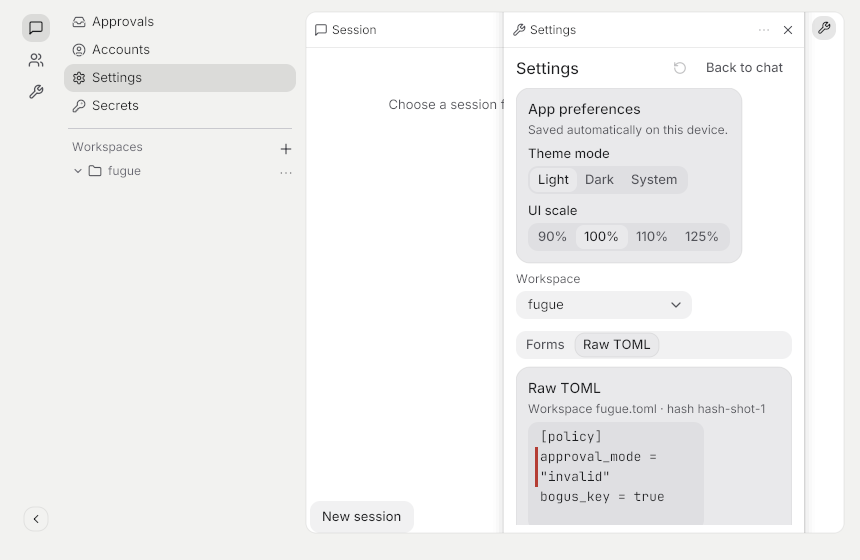 Approvals
Accounts
Settings
Secrets
Workspaces
fugue
Session
Choose a session f
New session
Settings
Settings
Back to chat
App preferences
Saved automatically on this device.
Theme mode
Light Dark System
UI scale
90% 100% 110% 125%
Workspace
fugue
Forms Raw TOML
Raw TOML
Workspace fugue.toml · hash hash-shot-1
[policy]
approval_mode =
"invalid"
bogus_key = true